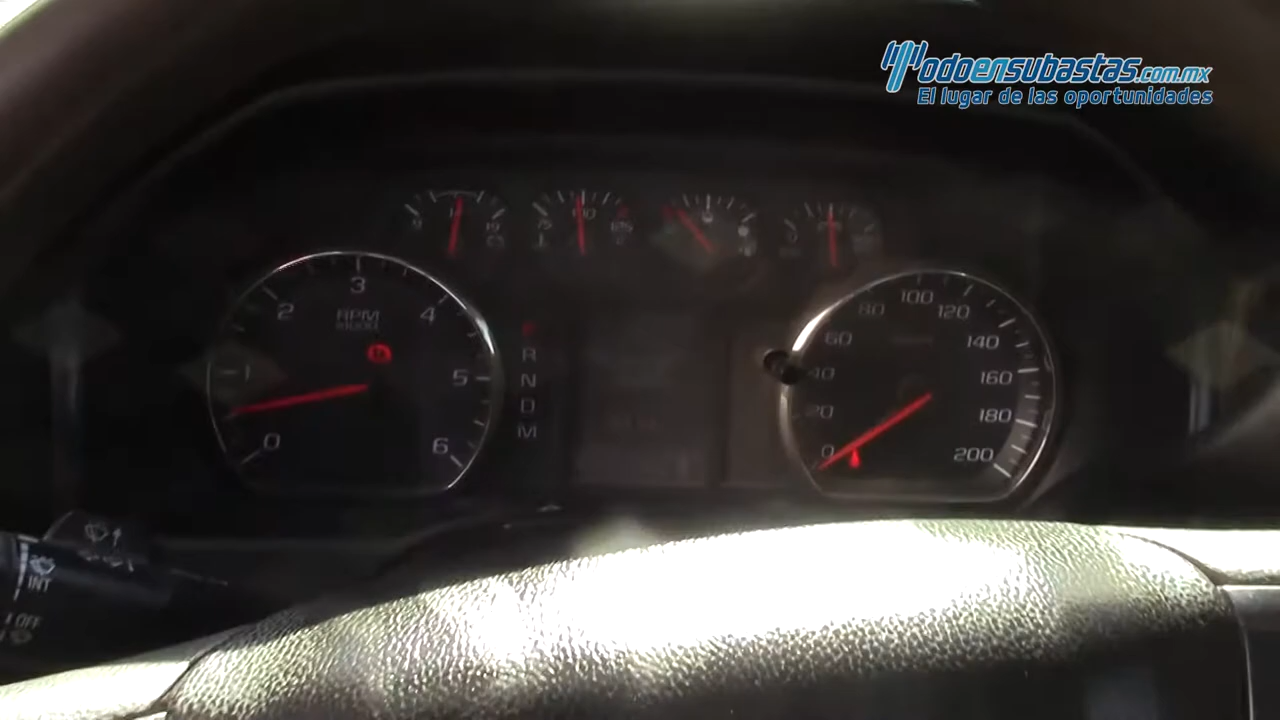 Todoensubastas.com.mx
El lugar de las oportunidades
3
2
RPM
4
1
5
0
6
P
R
N
D
M
100
80
120
60
140
40
160
20
180
0
200
INT
OFF